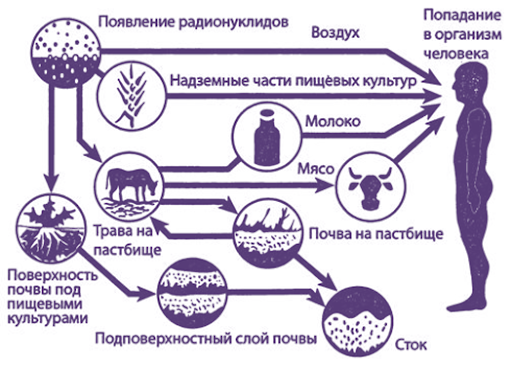 Появление радионуклидов
Воздух
Попадание
в организм
человека
Надземные части пищевых культур
Молоко
Мясо
Трава на
пастбище
Почва на пастбище
Поверхность
почвы под
пищевыми
культурами
Подповерхностный слой почвы
Сток